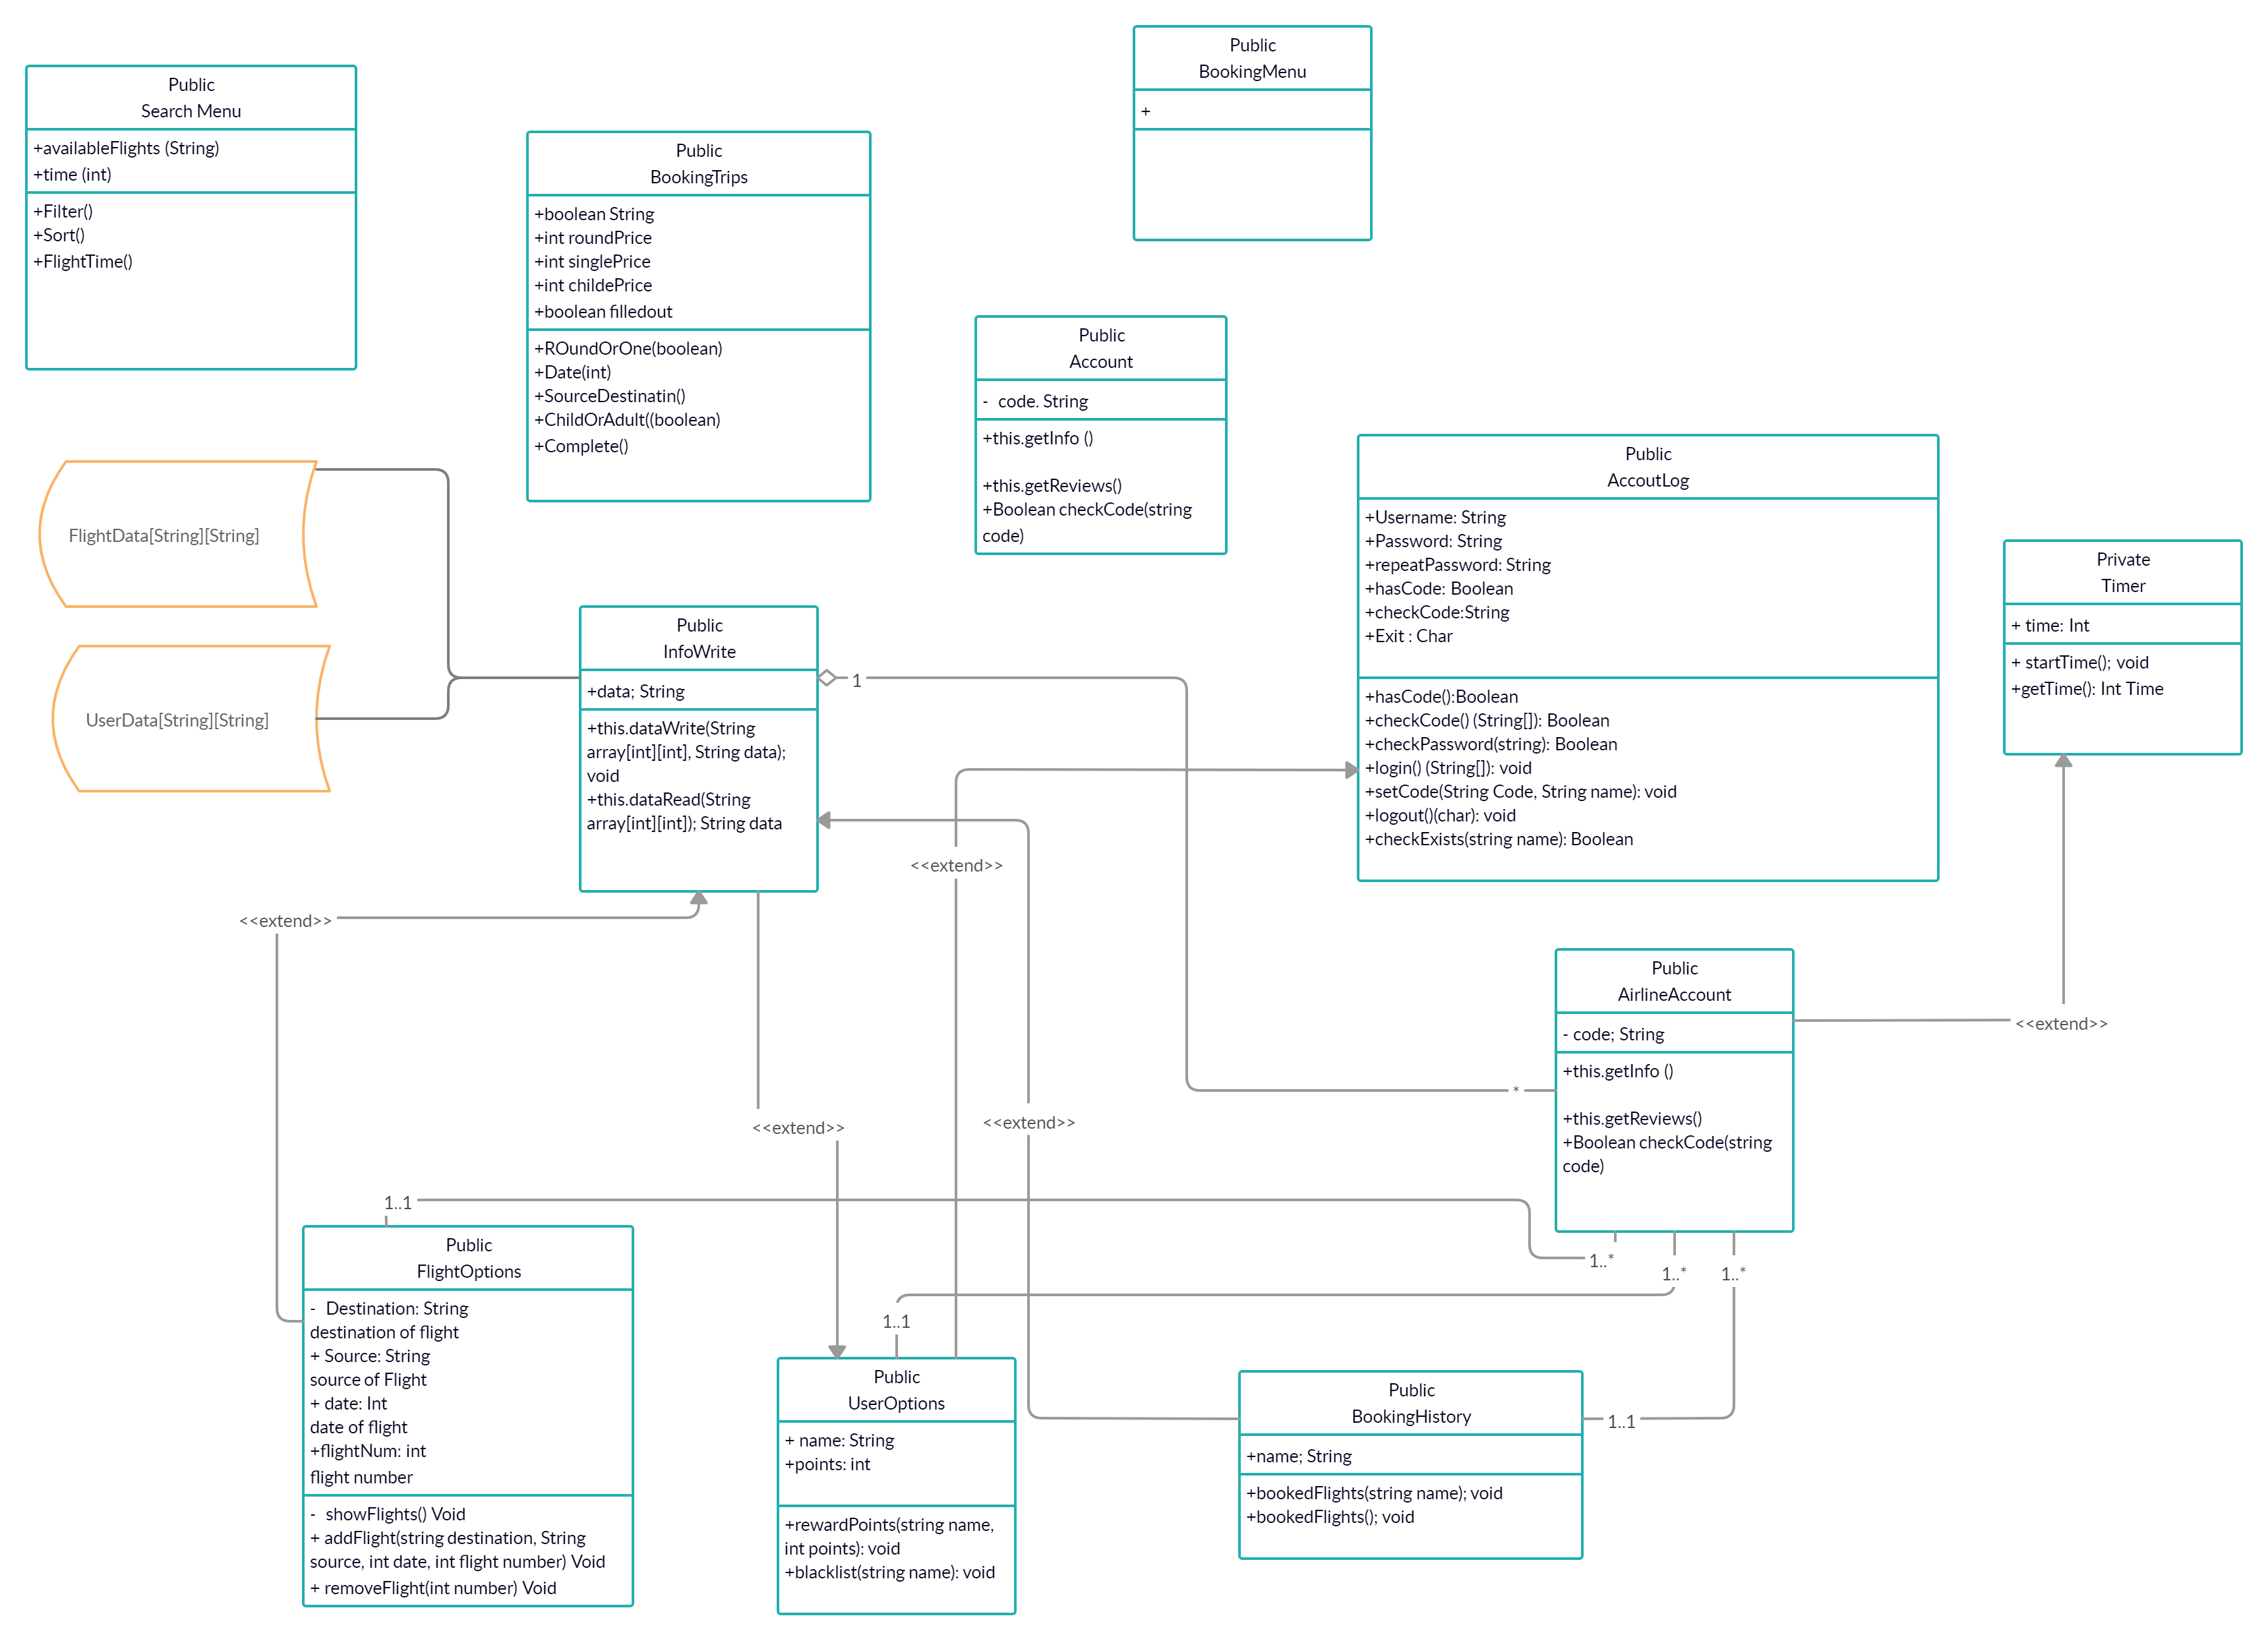 Public
Search Menu
+availableFlights (String)
+time (int)
+Filter()
+Sort()
+FlightTime()
Public
BookingTrips
+boolean String
+int roundPrice
+int singlePrice
+int childePrice
+boolean filledout
+ROundOrOne(boolean)
+Date(int)
+SourceDestinatin()
+ChildOrAdult((boolean)
+Complete()
Public
BookingMenu
+
Public
Account
- code. String
+this.getInfo ()
+this.getReviews()
+Boolean checkCode(string
code)
Public
AccoutLog
+Username: String
+Password: String
+repeatPassword: String
+hasCode: Boolean
+checkCode:String
+Exit : Char
+hasCode():Boolean
+checkCode() (String[]): Boolean
+checkPassword(string): Boolean
+login() (String[]): void
+setCode(String Code, String name): void
+logout()(char): void
+checkExists(string name): Boolean
Private
Timer
+ time: Int
+ startTime(); void
+getTime(): Int Time
FlightData[String][String]
UserData[String][String]
Public
InfoWrite
+data; String
+this.dataWrite(String
array[int][int], String data);
void
+this.dataRead(String
array[int][int]); String data
1
<<extend>>
<<extend>>
<<extend>>
<<extend>>
<<extend>>
*
Public
AirlineAccount
- code; String
+this.getInfo ()
+this.getReviews()
+Boolean checkCode(string
code)
1..1
1..*
1..*
1..*
1..1
1..1
Public
FlightOptions
- Destination: String
destination of flight
+ Source: String
source of Flight
+ date: Int
date of flight
+flightNum: int
flight number
- showFlights() Void
+ addFlight(string destination, String
source, int date, int flight number) Void
+ removeFlight(int number) Void
Public
UserOptions
+ name: String
+points: int
+rewardPoints(string name,
int points): void
+blacklist(string name): void
Public
BookingHistory
+name; String
+bookedFlights(string name); void
+bookedFlights(); void